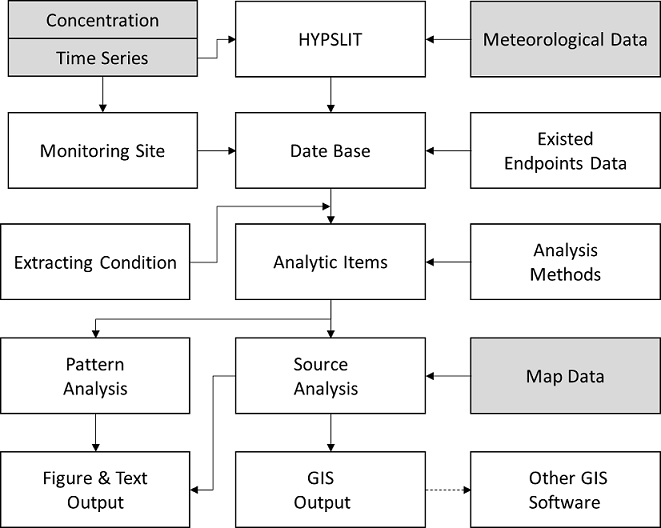 Concentration
Time Series
HYPSLIT
Meteorological Data
Monitoring Site
Date Base
Existed
Endpoints Data
Extracting Condition
Analytic Items
Analysis
Methods
Pattern
Analysis
Source
Analysis
Map Data
Figure & Text
Output
GIS
Output
Other GIS
Software